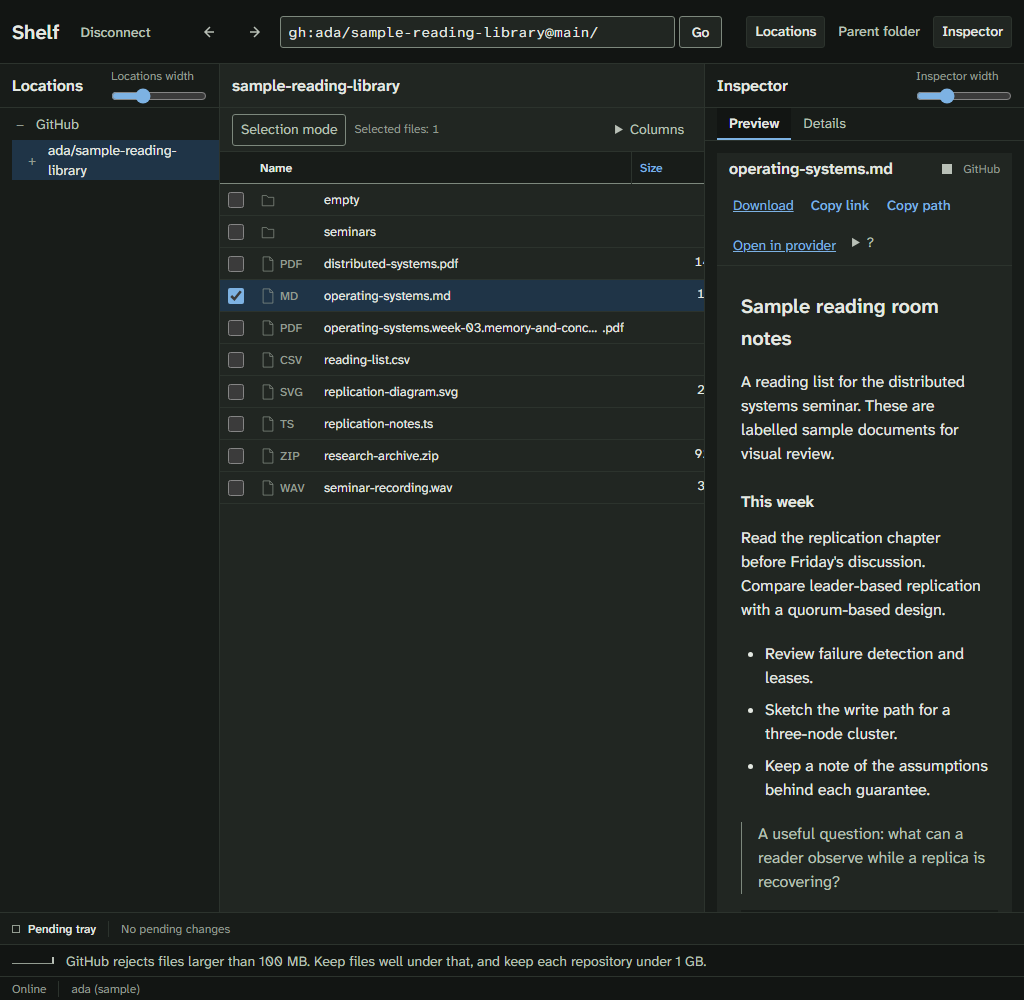 Shelf Disconnect ← → gh:ada/sample-reading-library@main/ Go Locations Parent folder Inspector
Locations Locations width
– GitHub
+ ada/sample-reading-
library
sample-reading-library
Selection mode Selected files: 1 ▶ Columns
Name Size
empty
seminars
PDF distributed-systems.pdf
MD operating-systems.md 1
PDF operating-systems.week-03.memory-and-conc... .pdf
CSV reading-list.csv
SVG replication-diagram.svg 2
TS replication-notes.ts
ZIP research-archive.zip 9.
WAV seminar-recording.wav 3
Inspector Inspector width
Preview Details
operating-systems.md GitHub
Download Copy link Copy path
Open in provider ▶ ?
Sample reading room
notes
A reading list for the distributed
systems seminar. These are
labelled sample documents for
visual review.
This week
Read the replication chapter
before Friday's discussion.
Compare leader-based replication
with a quorum-based design.
• Review failure detection and
leases.
• Sketch the write path for a
three-node cluster.
• Keep a note of the assumptions
behind each guarantee.
A useful question: what can a
reader observe while a replica is
recovering?
Pending tray No pending changes
GitHub rejects files larger than 100 MB. Keep files well under that, and keep each repository under 1 GB.
Online ada (sample)